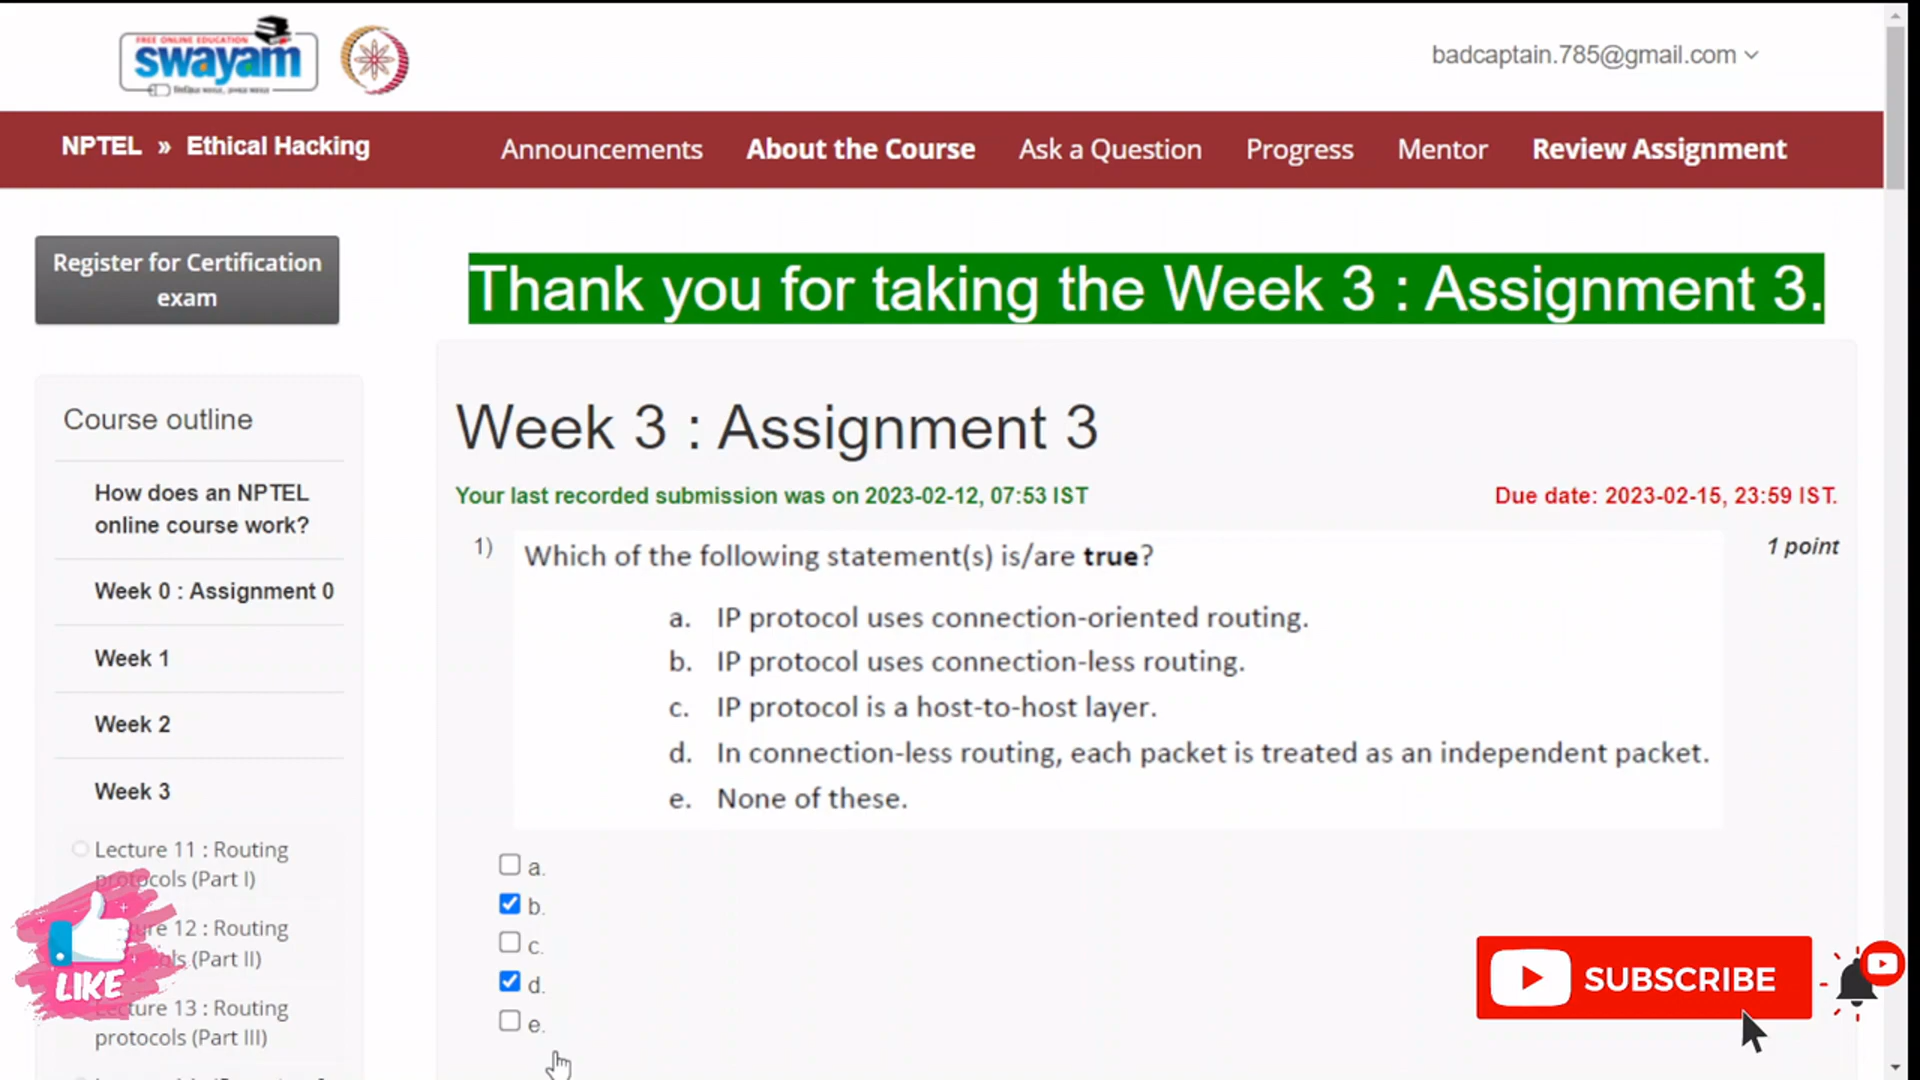 FREE ONLINE EDUCATION
swayam
badcaptain.785@gmail.com
NPTEL » Ethical Hacking
Announcements
About the Course
Ask a Question
Progress
Mentor
Review Assignment
Register for Certification
exam
Thank you for taking the Week 3 : Assignment 3.
Course outline
How does an NPTEL
online course work?
Week 0 : Assignment 0
Week 1
Week 2
Week 3
Lecture 11 : Routing
protocols (Part I)
ure 12 : Routing
ls (Part II)
Lecture 13 : Routing
protocols (Part III)
LIKE
Week 3 : Assignment 3
Your last recorded submission was on 2023-02-12, 07:53 IST
Due date: 2023-02-15, 23:59 IST.
1)
Which of the following statement(s) is/are true?
1 point
a. IP protocol uses connection-oriented routing.
b. IP protocol uses connection-less routing.
c. IP protocol is a host-to-host layer.
d. In connection-less routing, each packet is treated as an independent packet.
e. None of these.
a.
b.
c.
d.
e.
SUBSCRIBE